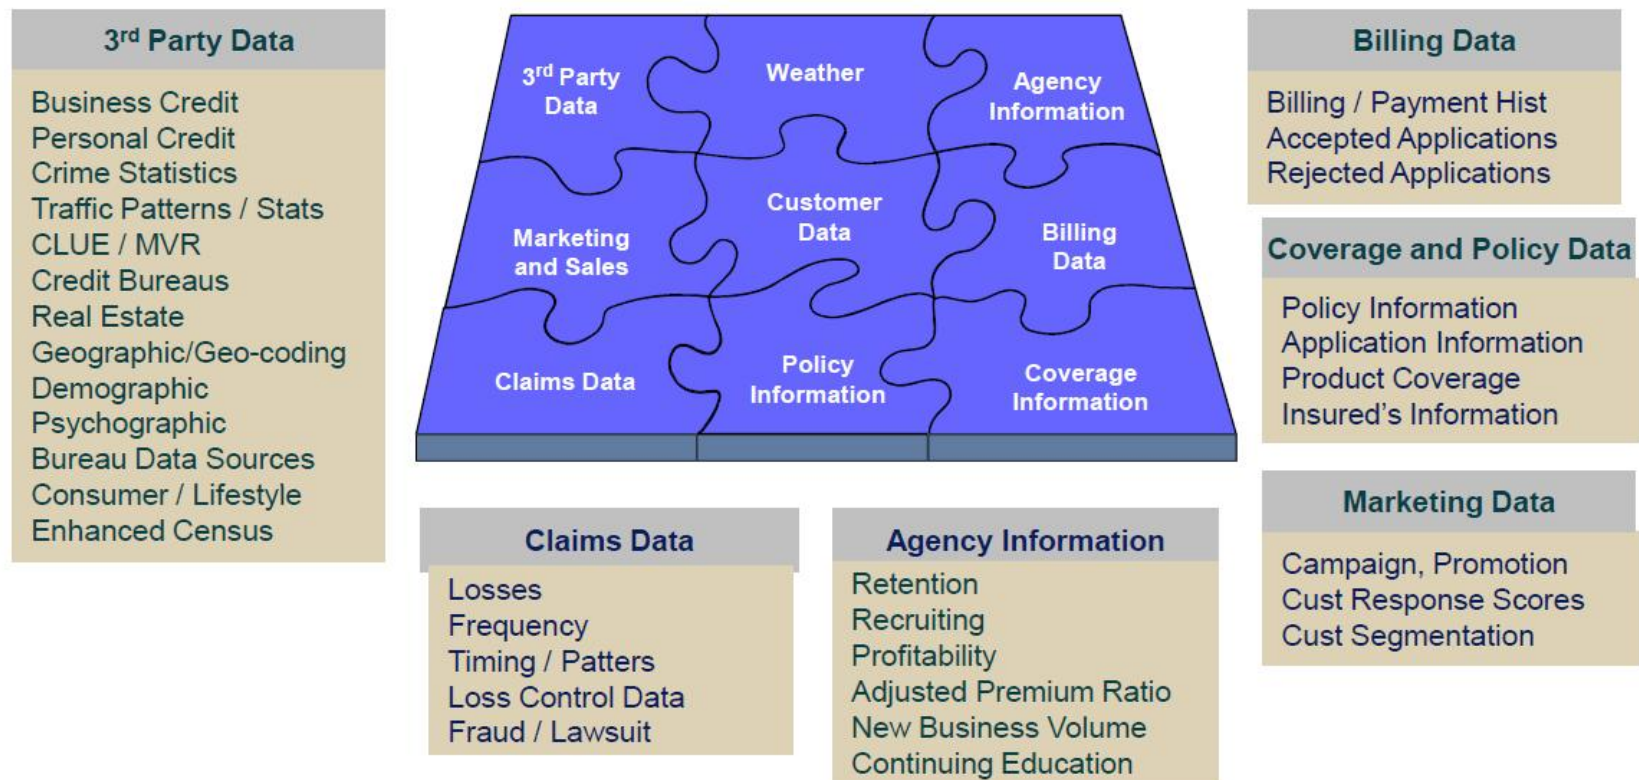 3rd Party Data
Business Credit
Personal Credit
Crime Statistics
Traffic Patterns / Stats
CLUE / MVR
Credit Bureaus
Real Estate
Geographic/Geo-coding
Demographic
Psychographic
Bureau Data Sources
Consumer / Lifestyle
Enhanced Census
3rd Party
Data
Weather
Agency
Information
Marketing
and Sales
Customer
Data
Billing
Data
Claims Data
Policy
Information
Coverage
Information
Billing Data
Billing / Payment Hist
Accepted Applications
Rejected Applications
Coverage and Policy Data
Policy Information
Application Information
Product Coverage
Insured's Information
Claims Data
Losses
Frequency
Timing / Patters
Loss Control Data
Fraud / Lawsuit
Agency Information
Retention
Recruiting
Profitability
Adjusted Premium Ratio
New Business Volume
Continuing Education
Marketing Data
Campaign, Promotion
Cust Response Scores
Cust Segmentation